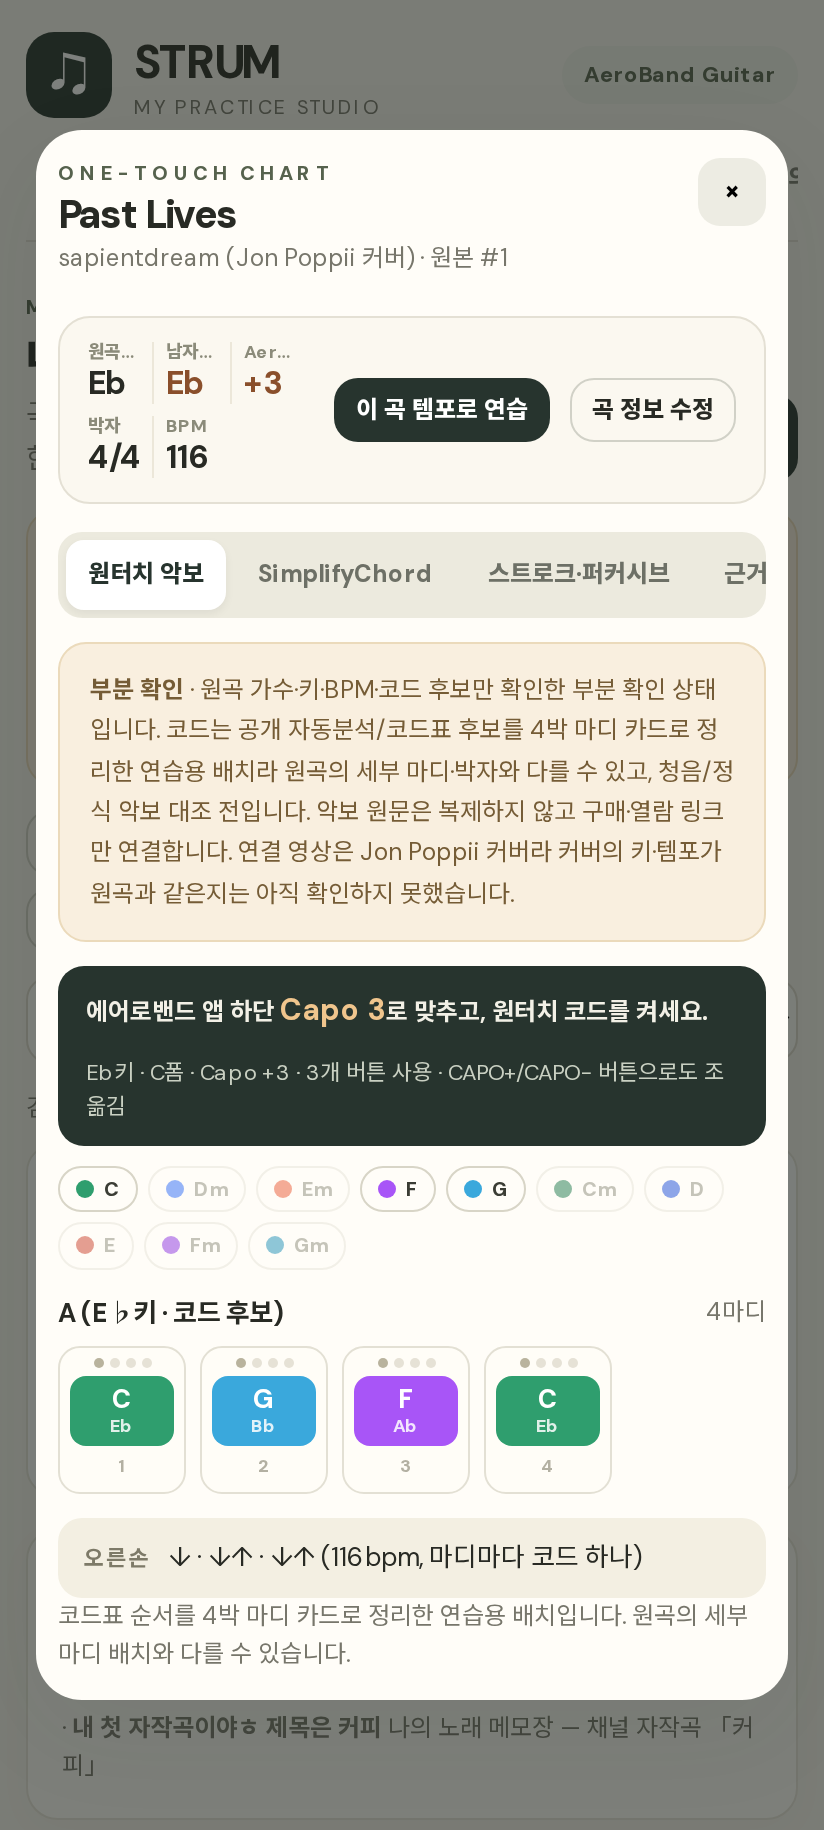 STRUM
MY PRACTICE STUDIO
AeroBand Guitar
ONE-TOUCH CHART
×
Past Lives
sapientdream (Jon Poppii 커버) · 원본 #1
원곡... 남자... Aer...
Eb Eb +3
박자 BPM
4/4 116
이 곡 템포로 연습
곡 정보 수정
원터치 악보 SimplifyChord 스트로크·퍼커시브 근거
부분 확인 · 원곡 가수·키·BPM·코드 후보만 확인한 부분 확인 상태
입니다. 코드는 공개 자동분석/코드표 후보를 4박 마디 카드로 정
리한 연습용 배치라 원곡의 세부 마디·박자와 다를 수 있고, 청음/정
식 악보 대조 전입니다. 악보 원문은 복제하지 않고 구매·열람 링크
만 연결합니다. 연결 영상은 Jon Poppii 커버라 커버의 키·템포가
원곡과 같은지는 아직 확인하지 못했습니다.
에어로밴드 앱 하단 Capo 3로 맞추고, 원터치 코드를 켜세요.
Eb키 · C폼 · Capo +3 · 3개 버튼 사용 · CAPO+/CAPO− 버튼으로도 조
옮김
C Dm Em F G Cm D
E Fm Gm
A (E♭키 · 코드 후보) 4마디
C G F C
Eb Bb Ab Eb
1 2 3 4
오른손 ↓ · ↓↑ · ↓↑ (116bpm, 마디마다 코드 하나)
코드표 순서를 4박 마디 카드로 정리한 연습용 배치입니다. 원곡의 세부
마디 배치와 다를 수 있습니다.
· 내 첫 자작곡이야ㅎ 제목은 커피 나의 노래 메모장 — 채널 자작곡 「커
피」